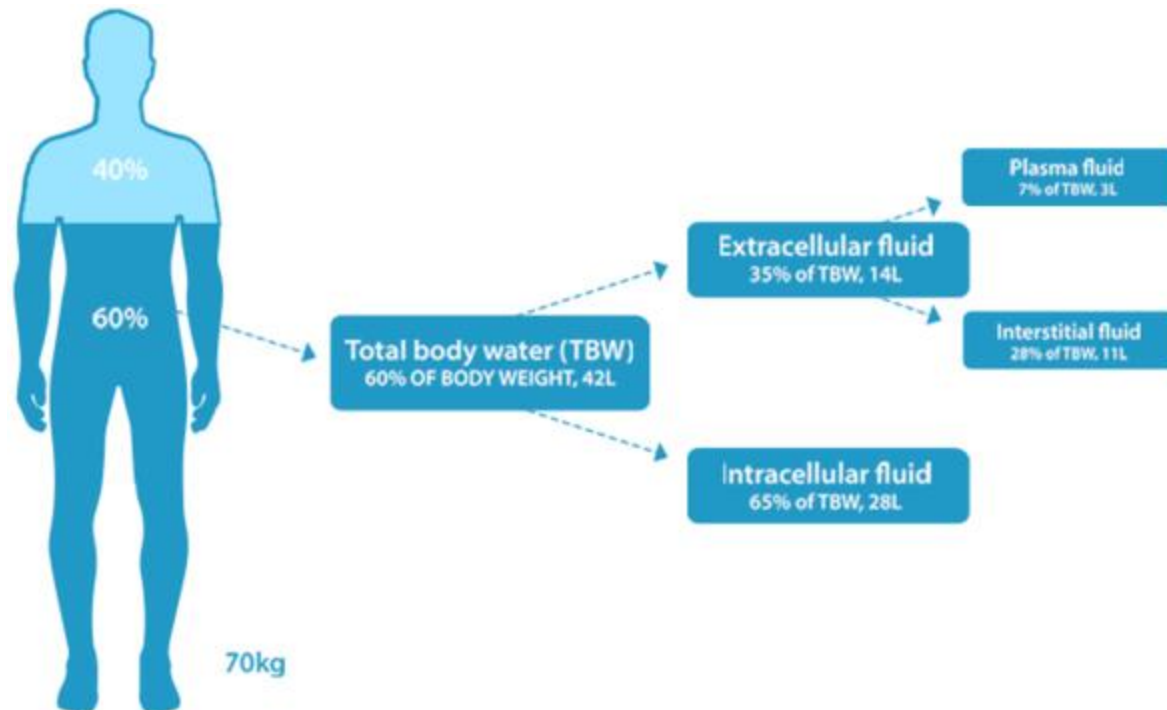 40%
60%
70kg
Total body water (TBW)
60% OF BODY WEIGHT, 42L
Extracellular fluid
35% of TBW, 14L
Intracellular fluid
65% of TBW, 28L
Plasma fluid
7% of TBW, 3L
Interstitial fluid
28% of TBW, 11L